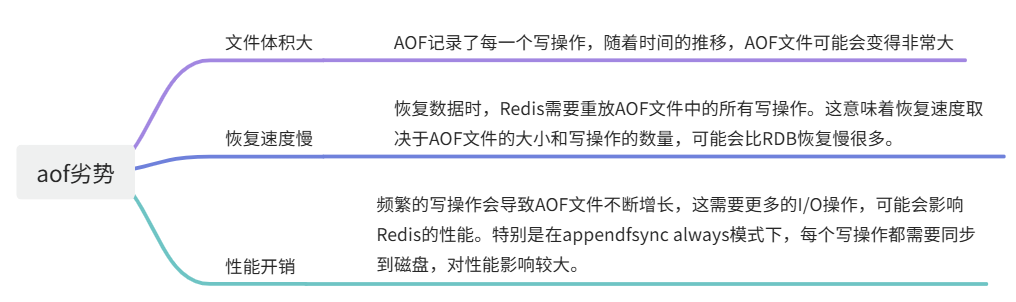 aof劣势
文件体积大
AOF记录了每一个写操作，随着时间的推移，AOF文件可能会变得非常大
恢复速度慢
恢复数据时，Redis需要重放AOF文件中的所有写操作。这意味着恢复速度取
决于AOF文件的大小和写操作的数量，可能会比RDB恢复慢很多。
性能开销
频繁的写操作会导致AOF文件不断增长，这需要更多的I/O操作，可能会影响
Redis的性能。特别是在appendfsync always模式下，每个写操作都需要同步
到磁盘，对性能影响较大。